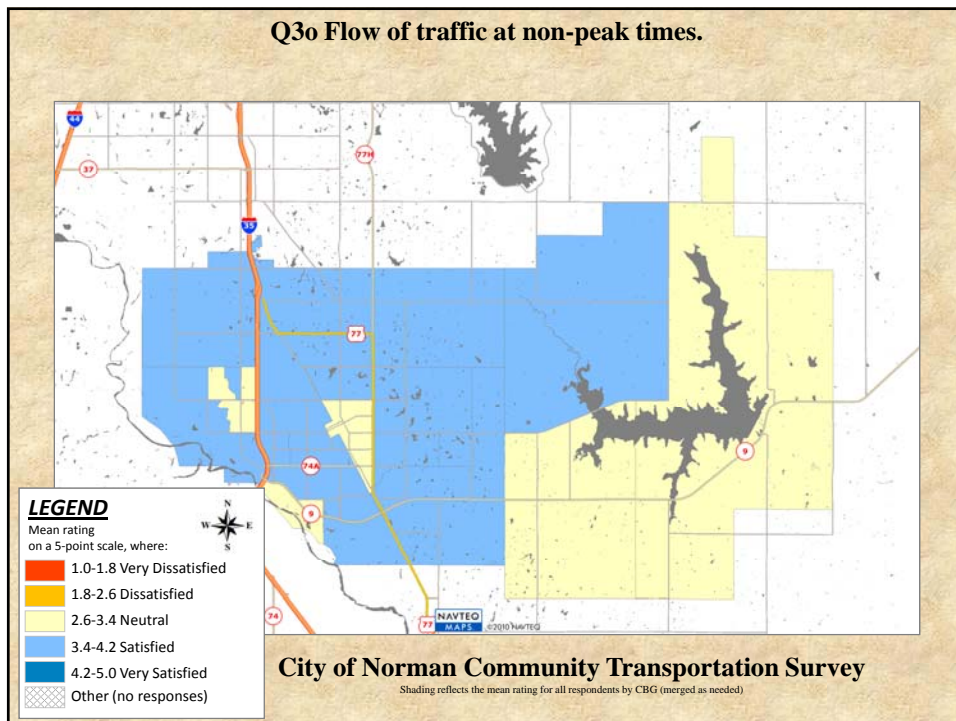 Q3o Flow of traffic at non-peak times.
44
77H
37
35
77
9
74A
9
LEGEND
Mean rating
on a 5-point scale, where:
N
W E
S
1.0-1.8 Very Dissatisfied
1.8-2.6 Dissatisfied
2.6-3.4 Neutral
3.4-4.2 Satisfied
4.2-5.0 Very Satisfied
Other (no responses)
74
77
NAVTEQ
MAPS
©2010 NAVTEQ
City of Norman Community Transportation Survey
Shading reflects the mean rating for all respondents by CBG (merged as needed)